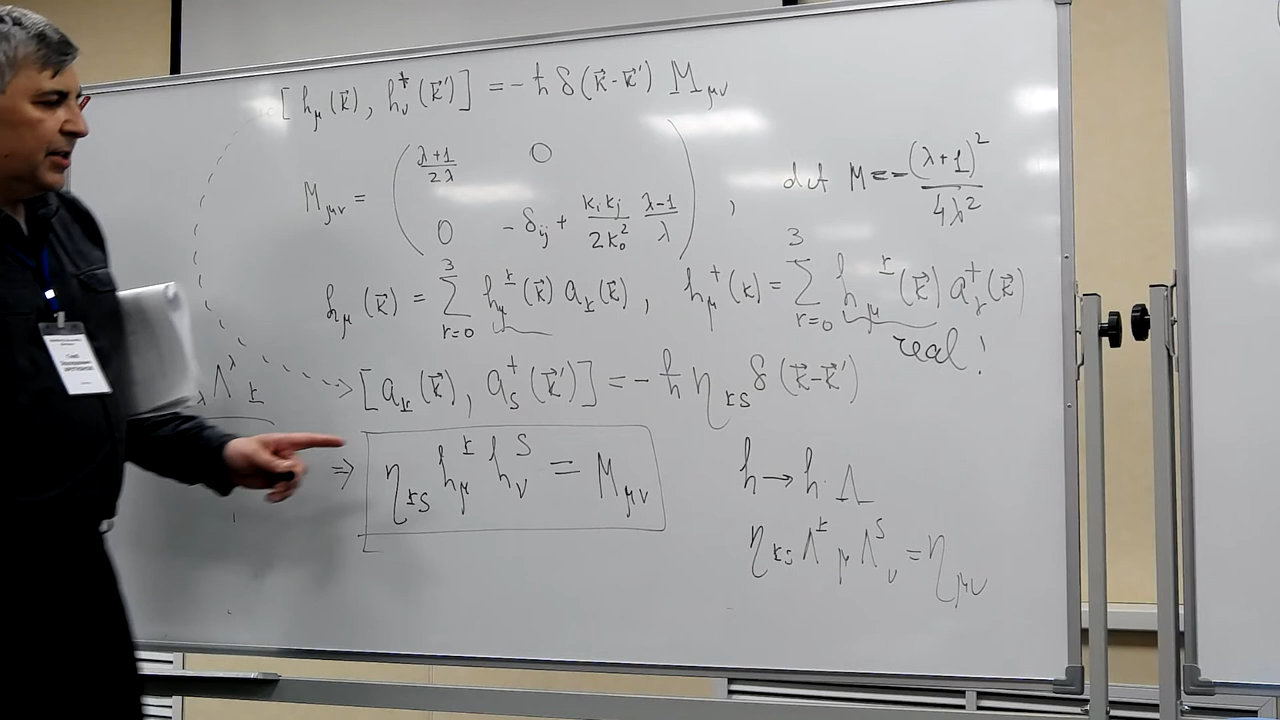 [ h_μ(k⃗), h_ν^+(k⃗') ] = -ħ δ(k⃗-k⃗') M_μν
M_μν = ( (λ+1)/(2λ)   0 ; 0   -δ_ij + (k_i k_j)/(2k_0^2) (λ-1)/λ ) ,
det M = -(λ+1)^2/(4λ^2)
h_μ(k⃗) = ∑_{r=0}^{3} h_μ^r(k⃗) a_r(k⃗) , h_μ^+(k) = ∑_{r=0}^{3} h_μ^r(k⃗) a_r^+(k⃗)
real!
Λ^λ_r → [a_r(k⃗), a_s^+(k⃗')] = -ħ η_rs δ(k⃗-k⃗')
⇒ η_rs h_μ^r h_ν^s = M_μν
h → h·Λ
η_rs Λ^r_μ Λ^s_ν = η_μν